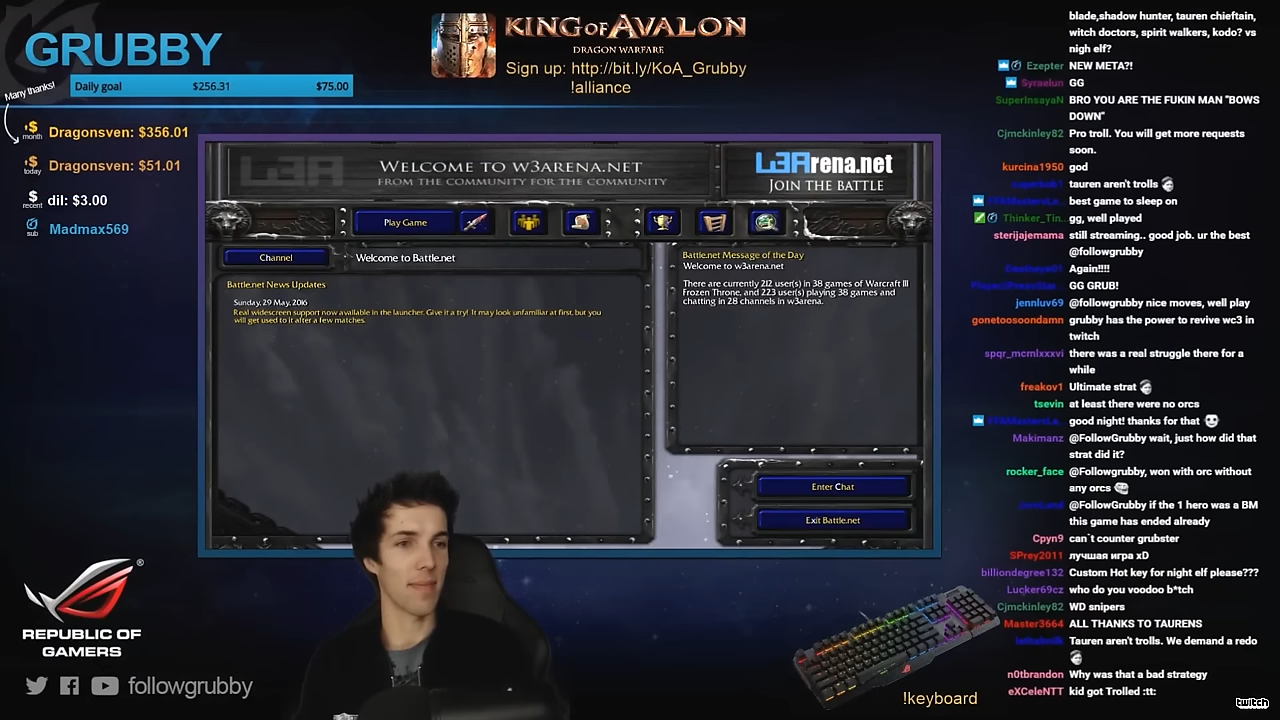 GRUBBY
Daily goal $256.31 $75.00
Many thanks!
$ month Dragonsven: $356.01
$ today Dragonsven: $51.01
$ recent dil: $3.00
sub Madmax569
KING OF AVALON
DRAGON WARFARE
Sign up: http://bit.ly/KoA_Grubby
!alliance
WELCOME TO W3ARENA.NET
FROM THE COMMUNITY FOR THE COMMUNITY
W3Arena.net
JOIN THE BATTLE
Play Game
Channel
Welcome to Battle.net
Battle.net News Updates
Sunday, 29 May, 2016
Real widescreen support now available in the launcher. Give it a try! It may look unfamiliar at first, but you
will get used to it after a few matches.
Battle.net Message of the Day
Welcome to w3arena.net
There are currently 212 user(s) in 38 games of Warcraft III
Frozen Throne, and 223 user(s) playing 38 games and
chatting in 28 channels in w3arena.
Enter Chat
Exit Battle.net
REPUBLIC OF
GAMERS
followgrubby
!keyboard
blade,shadow hunter, tauren chieftain,
witch doctors, spirit walkers, kodo? vs
nigh elf?
Ezepter NEW META?!
Syraelun GG
SuperInsayaN BRO YOU ARE THE FUKIN MAN "BOWS
DOWN"
Cjmckinley82 Pro troll. You will get more requests
soon.
kurcina1950 god
tauren aren't trolls
best game to sleep on
Thinker_Tin... gg, well played
sterijajemama still streaming.. good job. ur the best
@followgrubby
Again!!!!
GG GRUB!
jennluv69 @followgrubby nice moves, well play
gonetoosoondamn grubby has the power to revive wc3 in
twitch
spqr_mcmlxxxvi there was a real struggle there for a
while
freakov1 Ultimate strat
tsevin at least there were no orcs
good night! thanks for that
Makimanz @FollowGrubby wait, just how did that
strat did it?
rocker_face @Followgrubby, won with orc without
any orcs
@FollowGrubby if the 1 hero was a BM
this game has ended already
Cpyn9 can`t counter grubster
SPrey2011 лучшая игра xD
billiondegree132 Custom Hot key for night elf please???
Lucker69cz who do you voodoo b*tch
Cjmckinley82 WD snipers
Master3664 ALL THANKS TO TAURENS
Tauren aren't trolls. We demand a redo
n0tbrandon Why was that a bad strategy
eXCeleNTT kid got Trolled :tt:
twitch